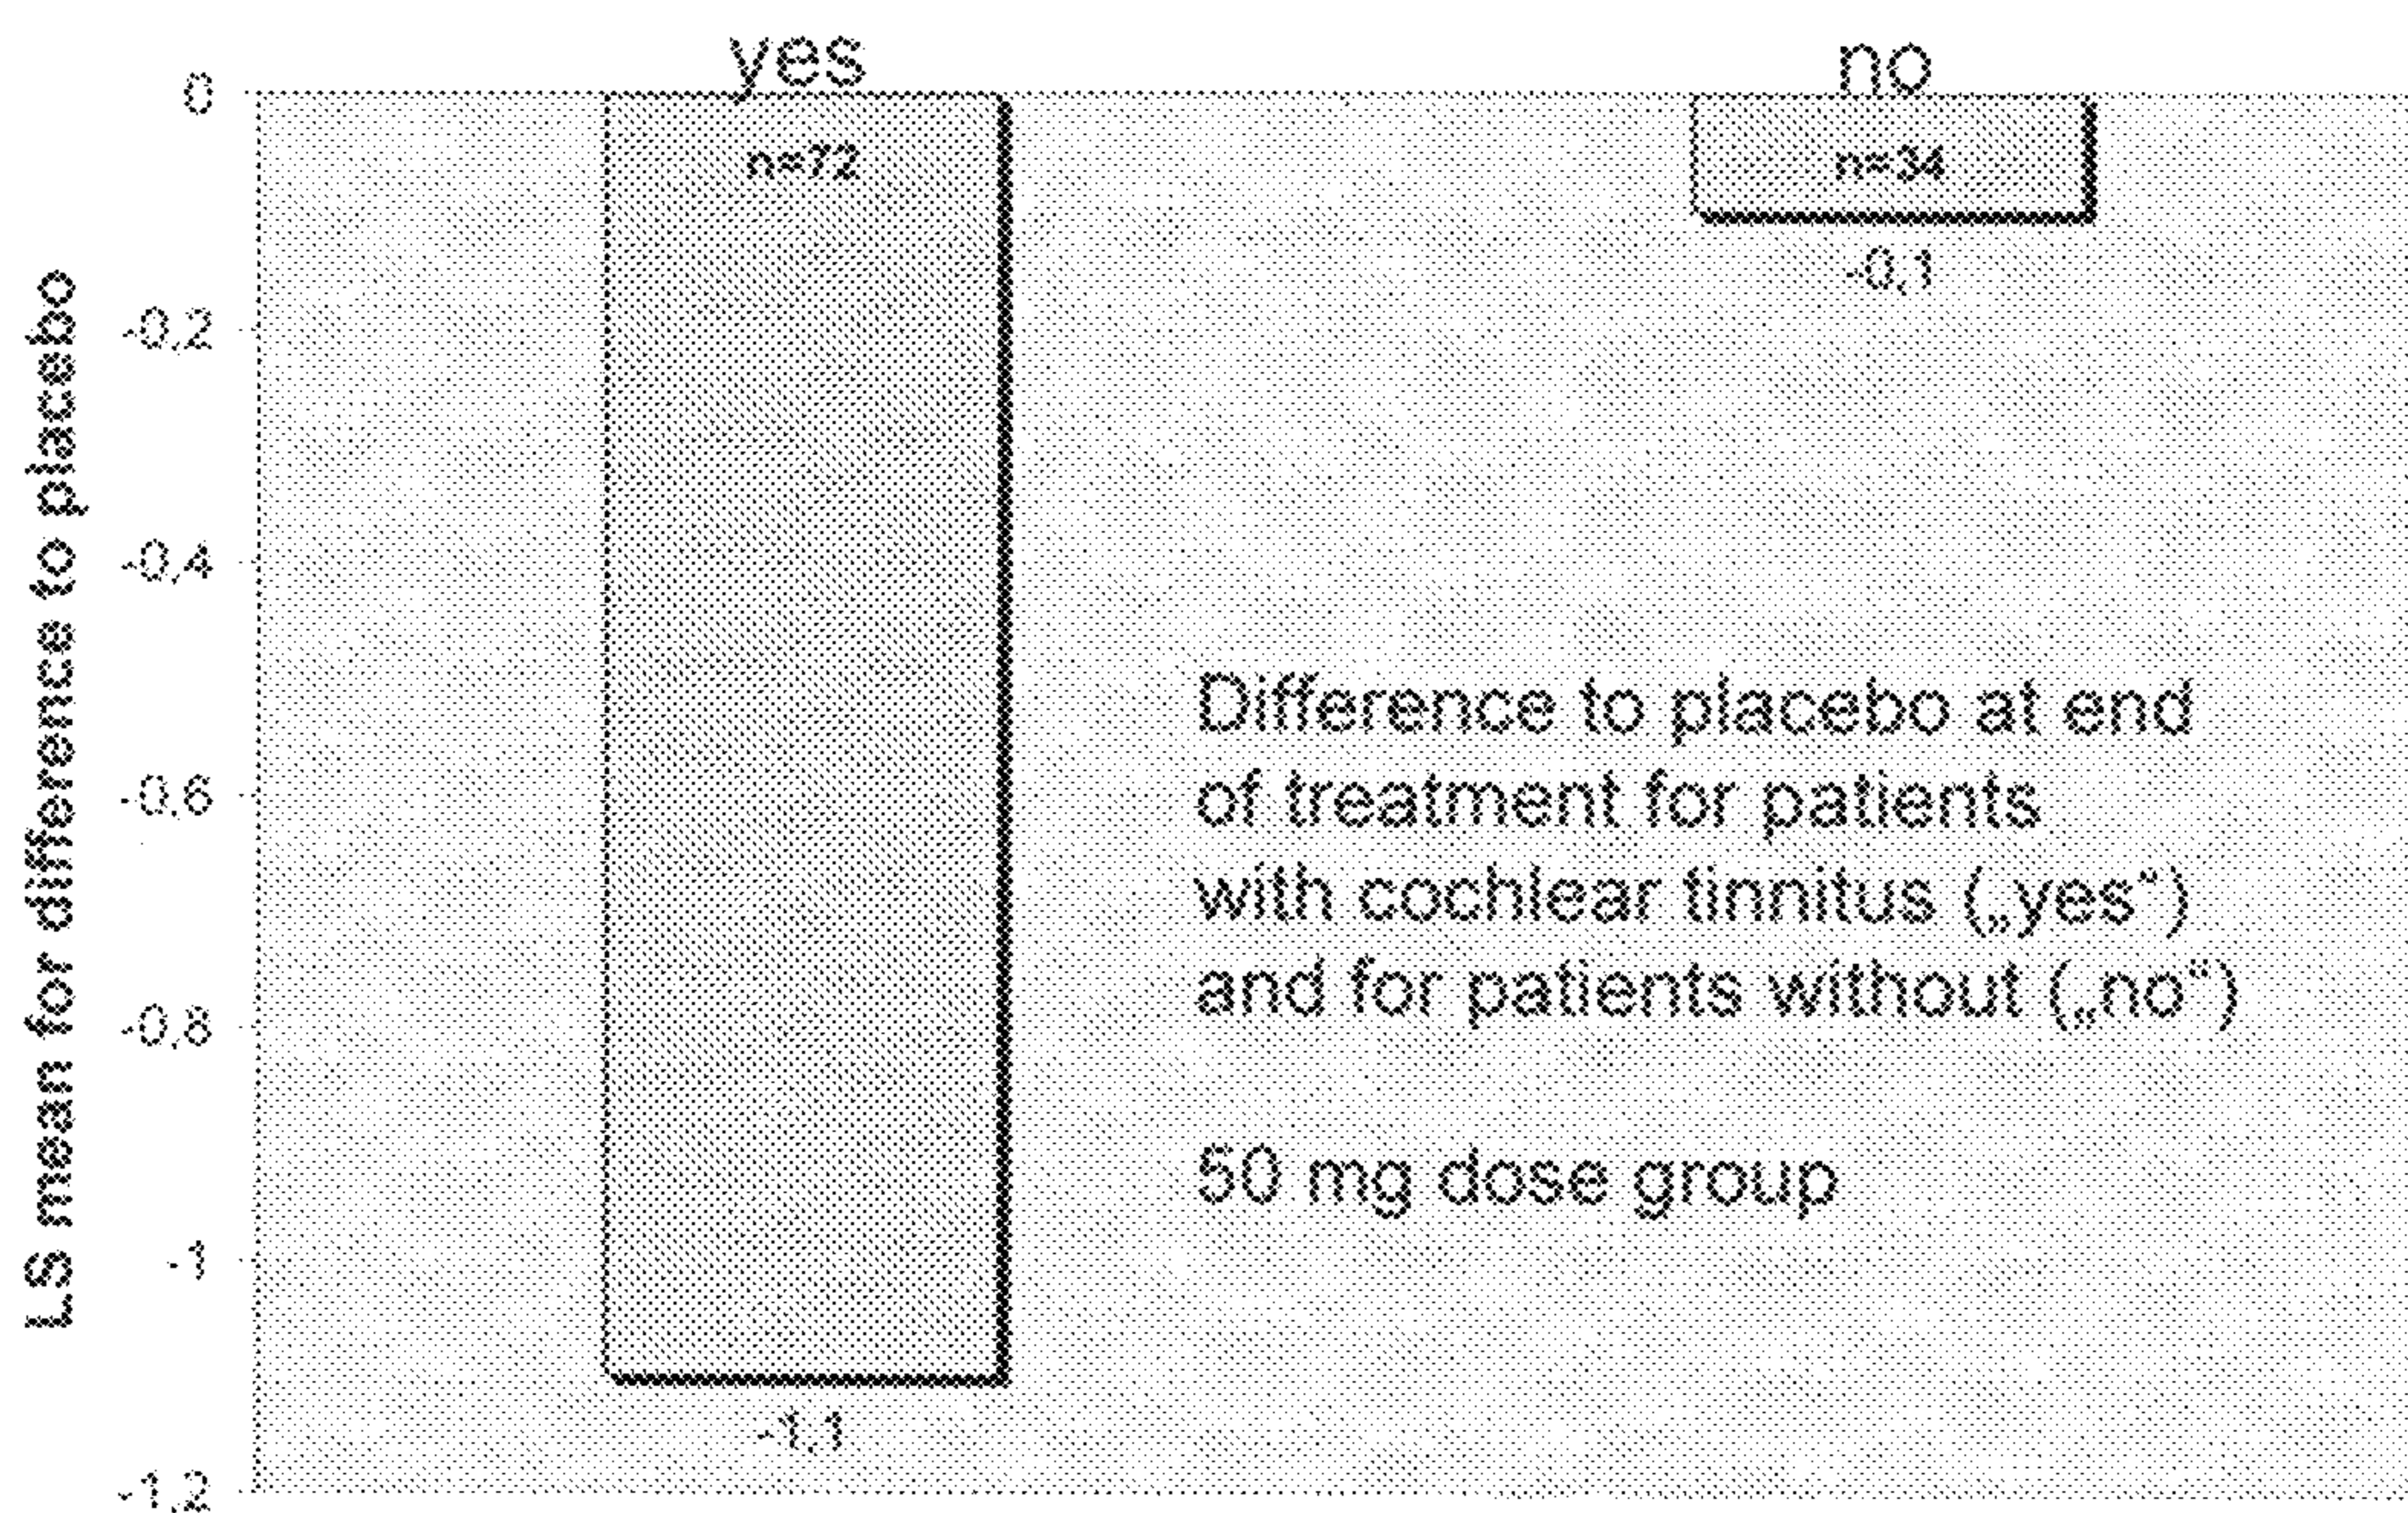 yes
no
0
n=72
n=34
-0,1
-0,2
-0,4
-0,6
-0,8
-1
-1,2
LS mean for difference to placebo
Difference to placebo at end
of treatment for patients
with cochlear tinnitus („yes“)
and for patients without („no“)
50 mg dose group
-1,1